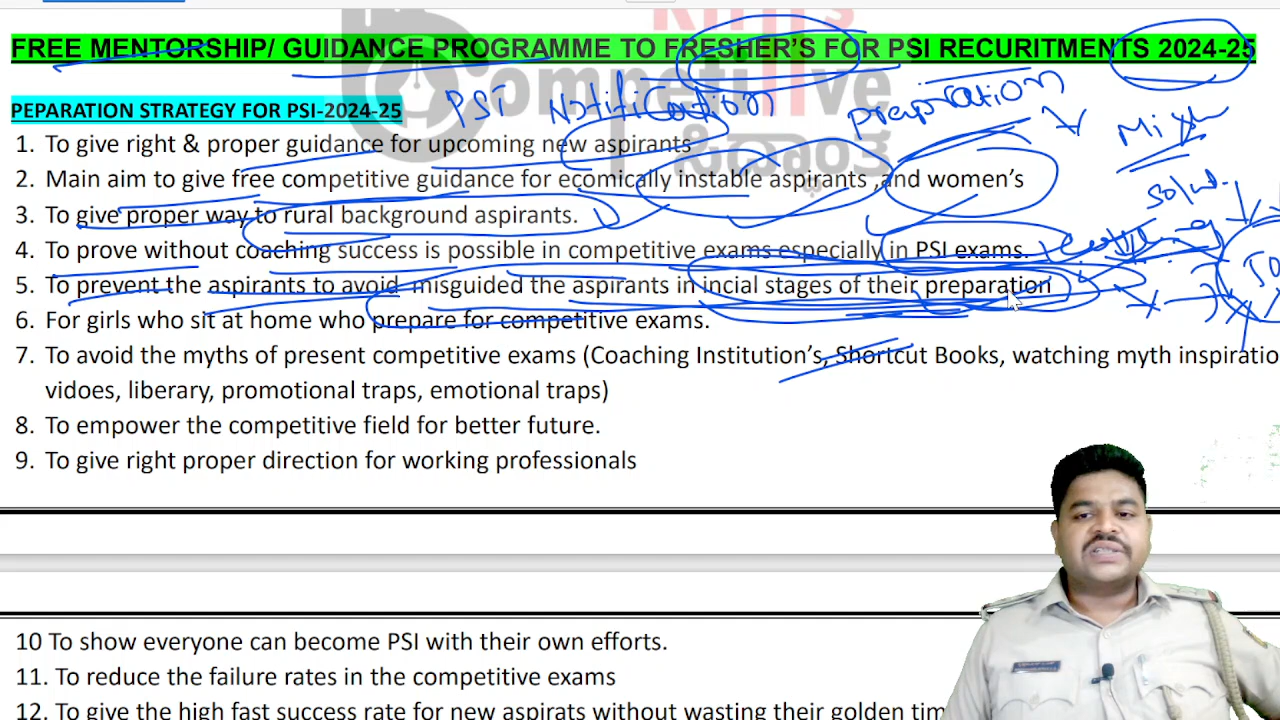 FREE MENTORSHIP/ GUIDANCE PROGRAMME TO FRESHER'S FOR PSI RECURITMENTS 2024-25
PEPARATION STRATEGY FOR PSI-2024-25
PSI Notification preparation
1. To give right & proper guidance for upcoming new aspirants
2. Main aim to give free competitive guidance for econically instable aspirants ,and women's
3. To give proper way to rural background aspirants.
4. To prove without coaching success is possible in competitive exams especially in PSI exams.
5. To prevent the aspirants to avoid misguided the aspirants in incial stages of their preparation
6. For girls who sit at home who prepare for competitive exams.
7. To avoid the myths of present competitive exams (Coaching Institution's, Shortcut Books, watching myth inspiratio
vidoes, liberary, promotional traps, emotional traps)
8. To empower the competitive field for better future.
9. To give right proper direction for working professionals
10 To show everyone can become PSI with their own efforts.
11. To reduce the failure rates in the competitive exams
12. To give the high fast success rate for new aspirats without wasting their golden tim